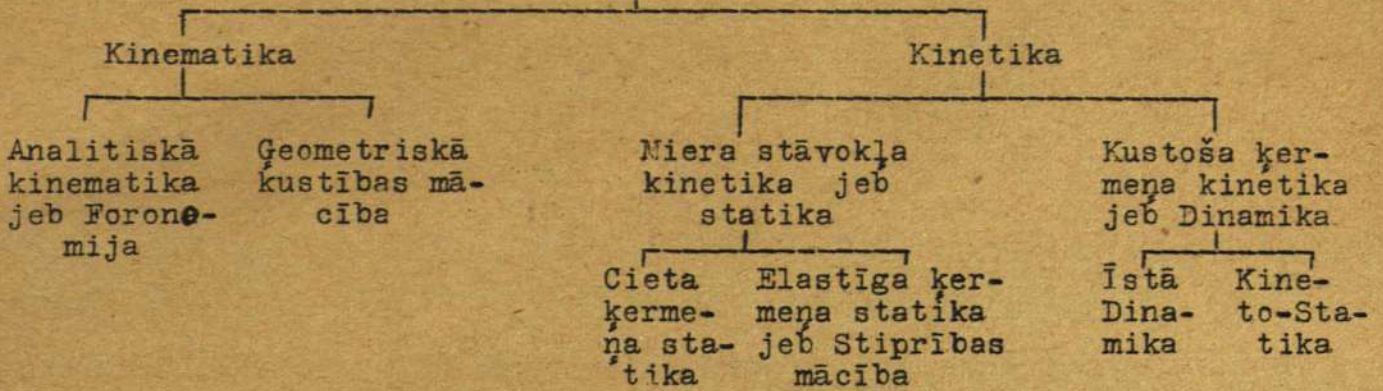 Kinematika
Kinetika
Analitiskā
kinematika
jeb Forono-
mija
Ģeometriskā
kustības mā-
cība
Miera stāvokļa
kinetika jeb
statika
Kustoša ķer-
meņa kinētika
jeb Dinamika
Cieta
ķerme-
ņa sta-
tika
Elastīga ķer-
meņa statika
jeb Stiprības
mācība
Īstā
Dina-
mika
Kine-
to-Sta-
tika